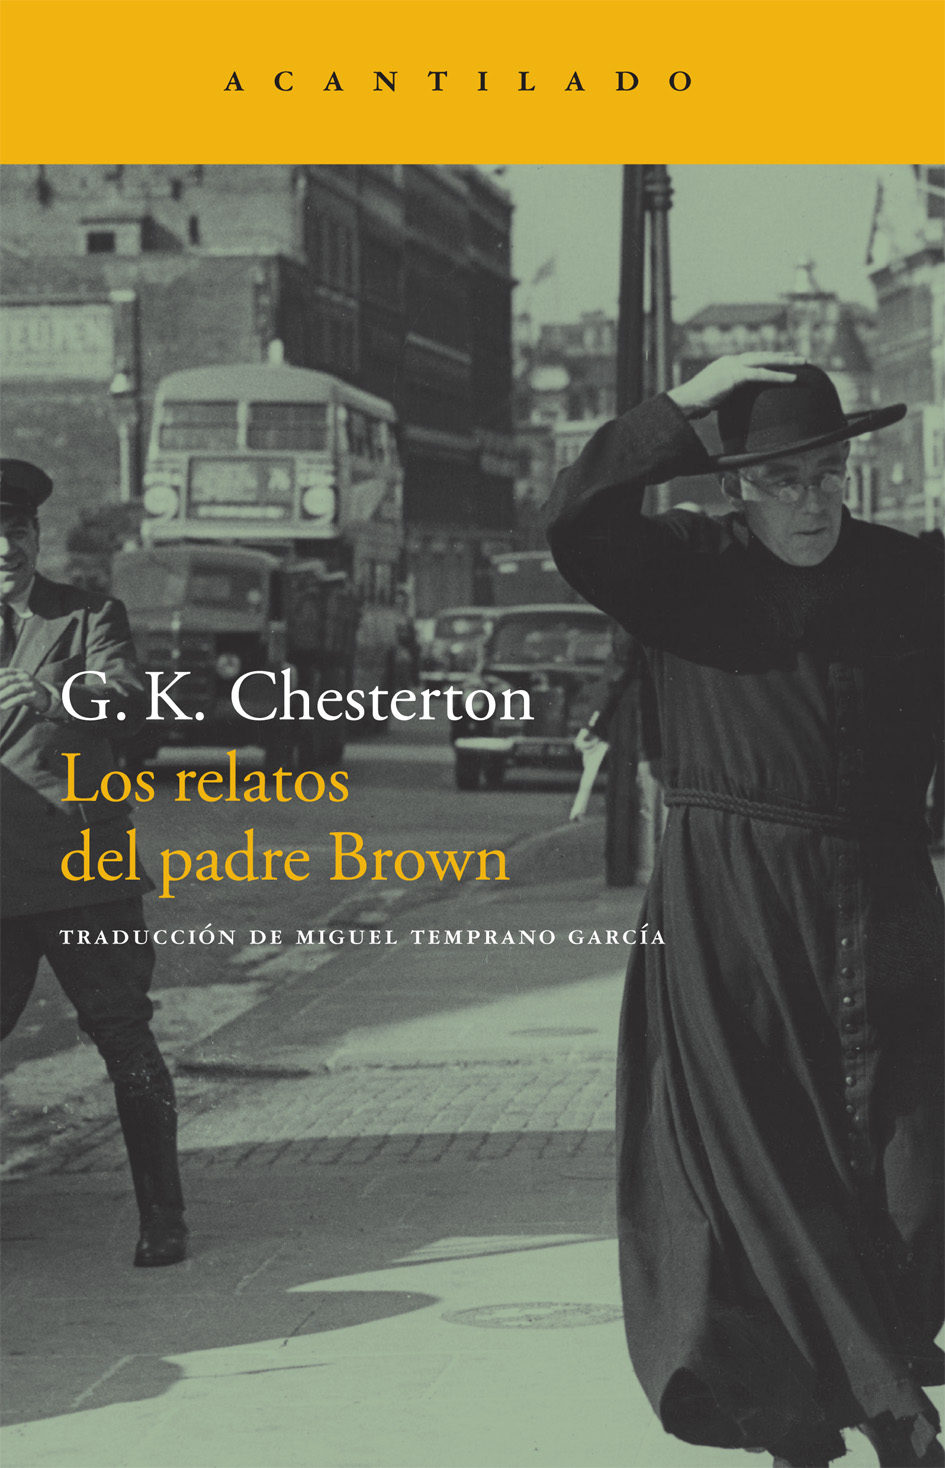 ACANTILADO
G. K. Chesterton
Los relatos
del padre Brown
TRADUCCIÓN DE MIGUEL TEMPRANO GARCÍA